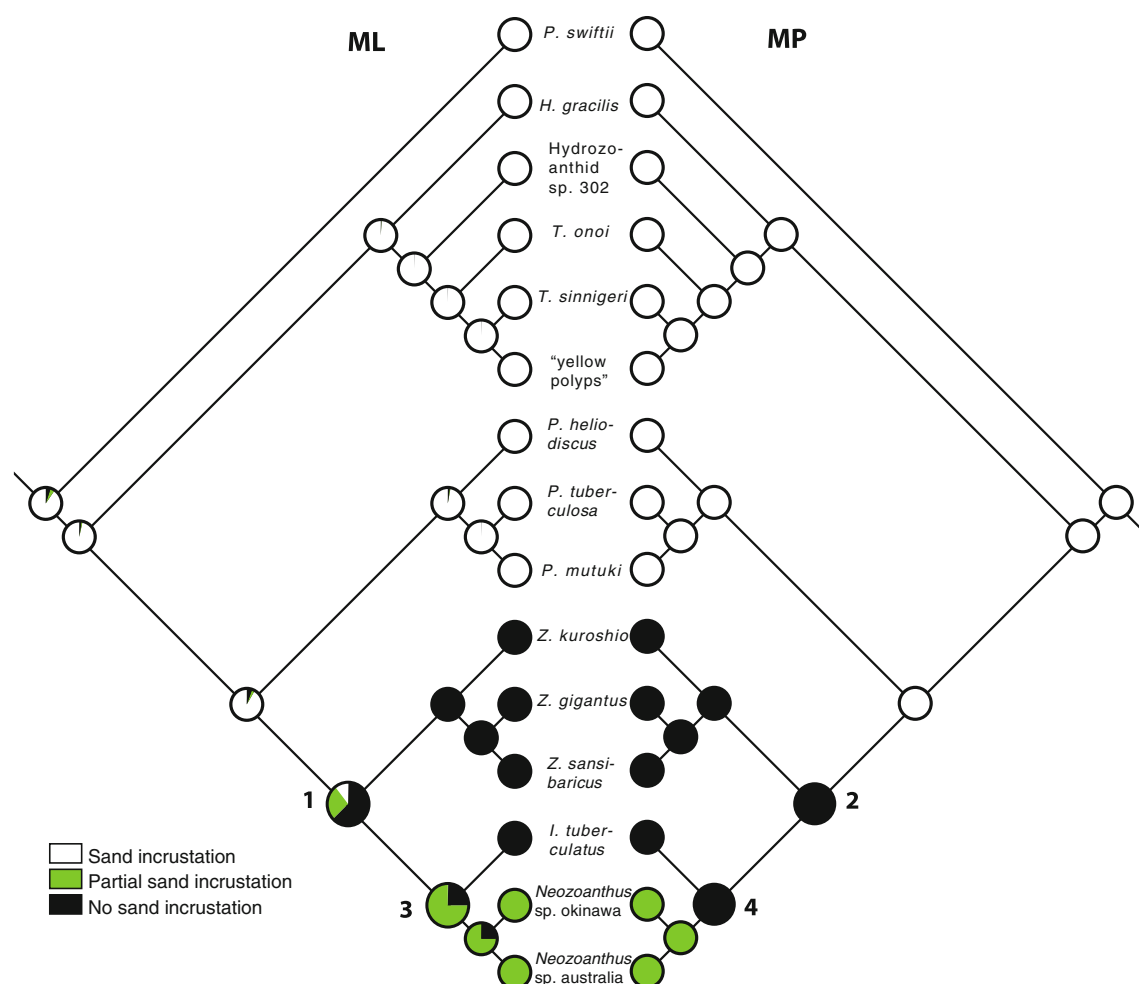 ML
P. swiftii
MP
H. gracilis
Hydrozo-
anthid
sp. 302
T. onoi
T. sinnigeri
“yellow
polyps”
P. helio-
discus
P. tuber-
culosa
P. mutuki
Z. kuroshio
Z. gigantus
Z. sansi-
baricus
1
2
I. tuber-
culatus
Sand incrustation
Partial sand incrustation
No sand incrustation
3
Neozoanthus
sp. okinawa
4
Neozoanthus
sp. australia